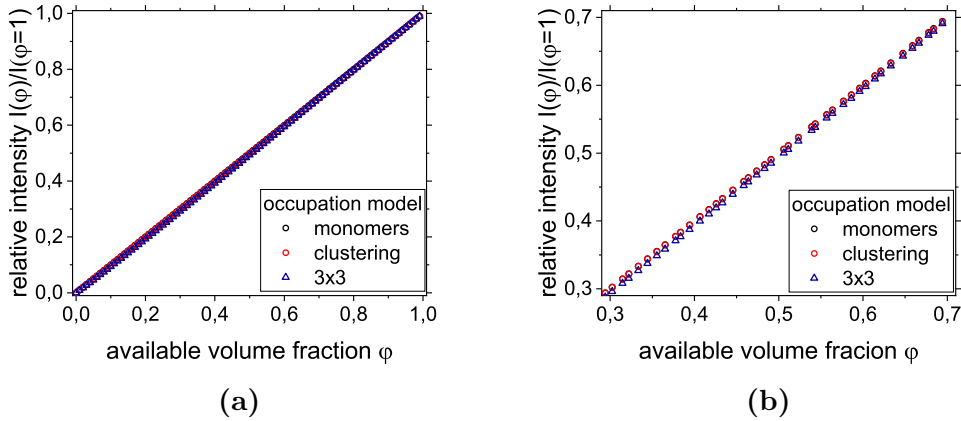 relative intensity I(φ)/I(φ=1)
1,0
0,8
0,6
0,4
0,2
0,0
occupation model
monomers
clustering
3x3
0,0 0,2 0,4 0,6 0,8 1,0
available volume fraction φ
(a)
relative intensity I(φ)/I(φ=1)
0,7
0,6
0,5
0,4
0,3
occupation model
monomers
clustering
3x3
0,3 0,4 0,5 0,6 0,7
available volume fracion φ
(b)